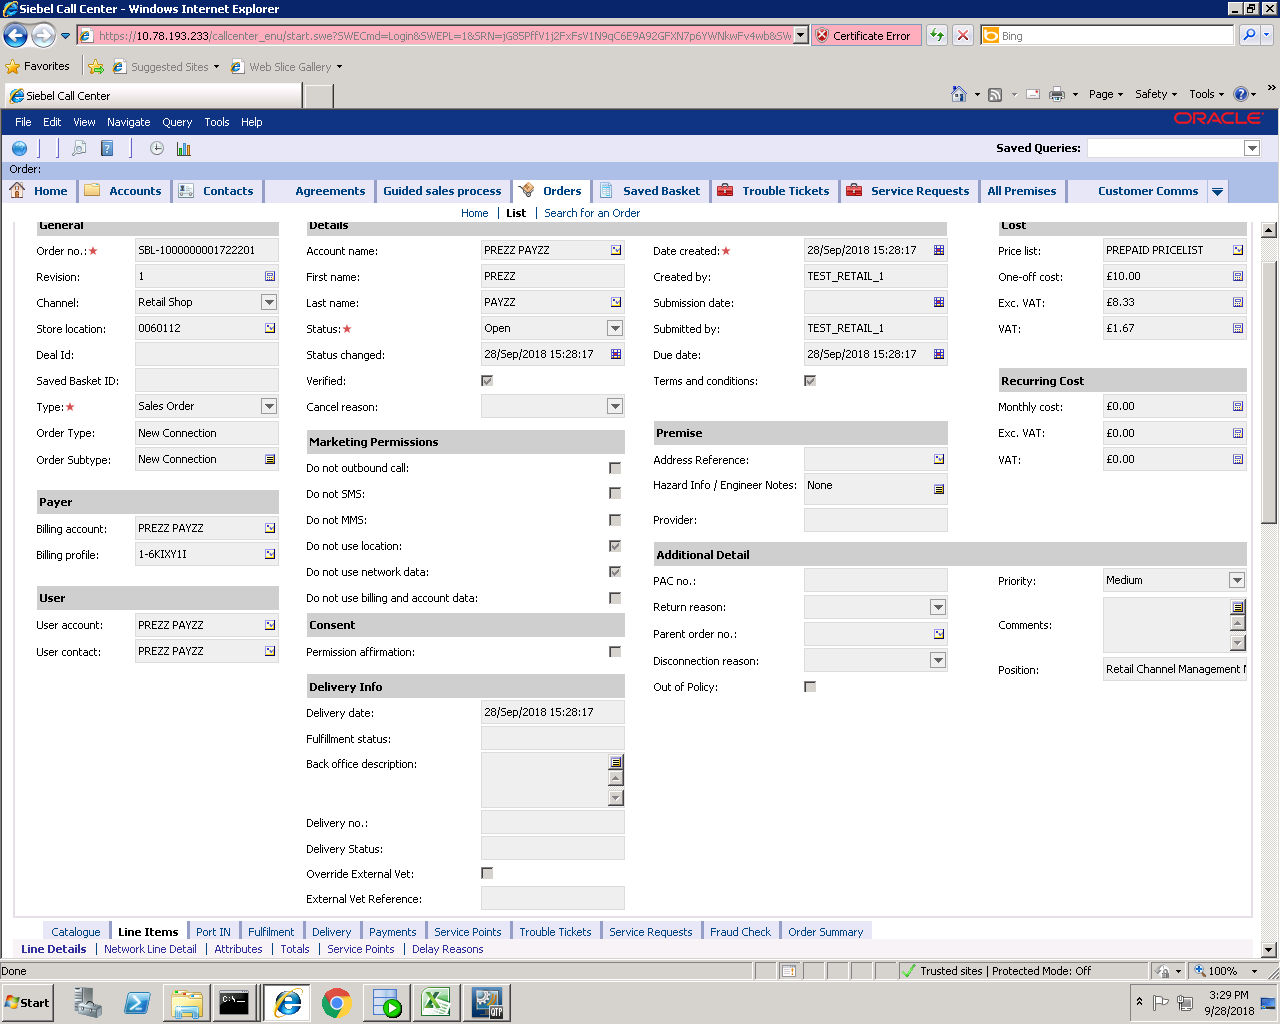 Siebel Call Center - Windows Internet Explorer
https://10.78.193.233/callcenter_enu/start.swe?SWECmd=Login&SWEPL=1&SRN=
Certificate Error
Bing
Favorites
Suggested Sites
Web Slice Gallery
Siebel Call Center
Page
Safety
Tools
File Edit View Navigate Query Tools Help
ORACLE
Saved Queries:
Order:
Home Accounts Contacts Agreements Guided sales process Orders Saved Basket Trouble Tickets Service Requests All Premises Customer Comms
Home | List | Search for an Order
General
Order no.:★ SBL-1000000001722201
Revision: 1
Channel: Retail Shop
Store location: 0060112
Deal Id:
Saved Basket ID:
Type:★ Sales Order
Order Type: New Connection
Order Subtype: New Connection
Payer
Billing account: PREZZ PAYZZ
Billing profile: 1-6KIXY1I
User
User account: PREZZ PAYZZ
User contact: PREZZ PAYZZ
Details
Account name: PREZZ PAYZZ
First name: PREZZ
Last name: PAYZZ
Status:★ Open
Status changed: 28/Sep/2018 15:28:17
Verified:
Cancel reason:
Marketing Permissions
Do not outbound call:
Do not SMS:
Do not MMS:
Do not use location:
Do not use network data:
Do not use billing and account data:
Consent
Permission affirmation:
Delivery Info
Delivery date: 28/Sep/2018 15:28:17
Fulfillment status:
Back office description:
Delivery no.:
Delivery Status:
Override External Vet:
External Vet Reference:
Date created:★ 28/Sep/2018 15:28:17
Created by: TEST_RETAIL_1
Submission date:
Submitted by: TEST_RETAIL_1
Due date: 28/Sep/2018 15:28:17
Terms and conditions:
Premise
Address Reference:
Hazard Info / Engineer Notes: None
Provider:
Additional Detail
PAC no.:
Return reason:
Parent order no.:
Disconnection reason:
Out of Policy:
Priority: Medium
Comments:
Position: Retail Channel Management
Cost
Price list: PREPAID PRICELIST
One-off cost: £10.00
Exc. VAT: £8.33
VAT: £1.67
Recurring Cost
Monthly cost: £0.00
Exc. VAT: £0.00
VAT: £0.00
Catalogue Line Items Port IN Fulfilment Delivery Payments Service Points Trouble Tickets Service Requests Fraud Check Order Summary
Line Details | Network Line Detail | Attributes | Totals | Service Points | Delay Reasons
Done
Trusted sites | Protected Mode: Off
100%
Start
C:\.
QTP
3:29 PM
9/28/2018